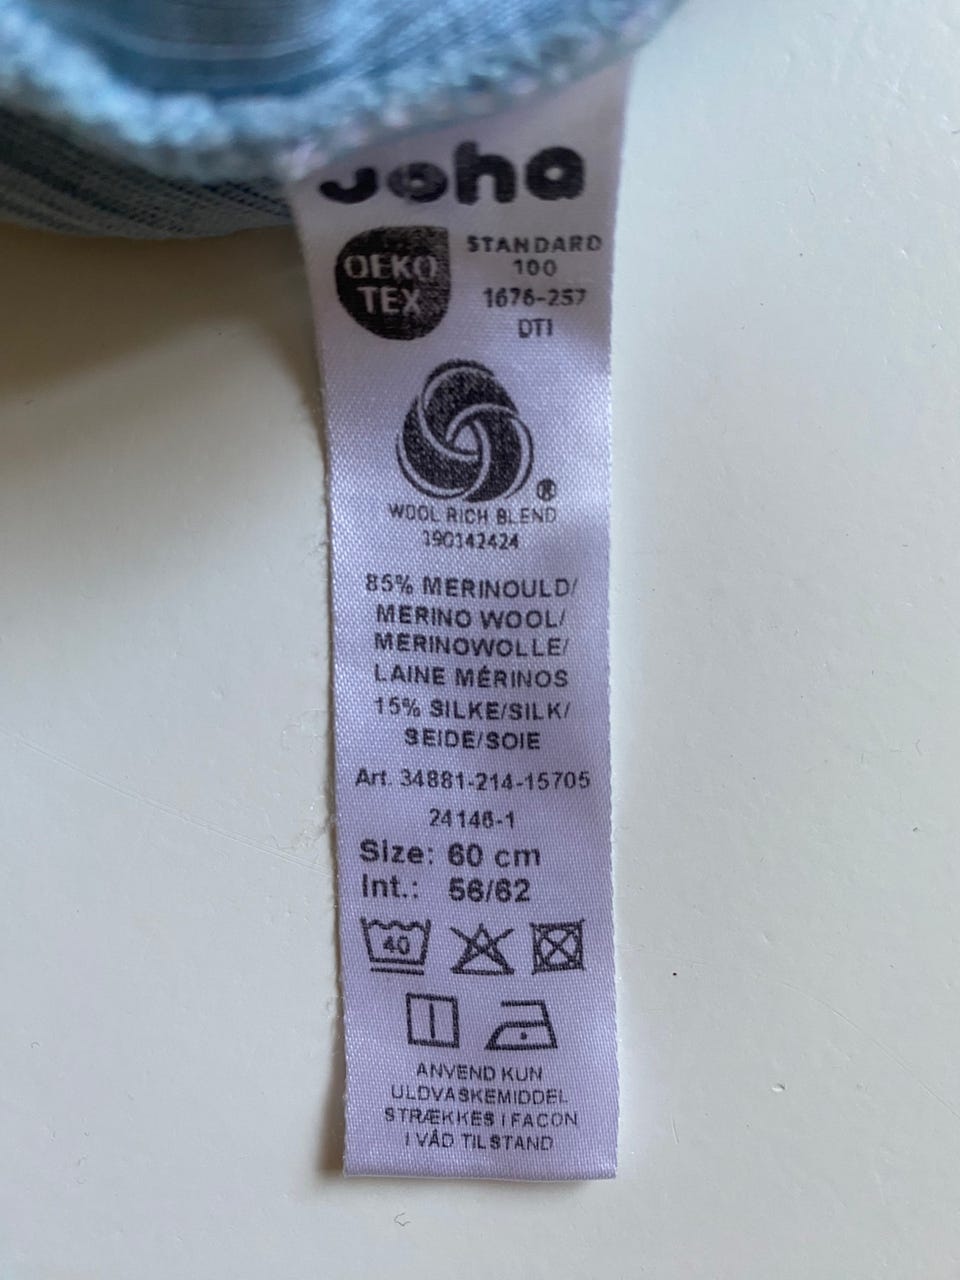 Joha
OEKO
TEX
STANDARD
100
1676-257
DTI
®
WOOL RICH BLEND
190142424
85% MERINOULD/
MERINO WOOL/
MERINOWOLLE/
LAINE MÉRINOS
15% SILKE/SILK/
SEIDE/SOIE
Art. 34881-214-15705
24146-1
Size: 60 cm
Int.: 56/62
40
ANVEND KUN
ULDVASKEMIDDEL
STRÆKKES I FACON
I VÅD TILSTAND